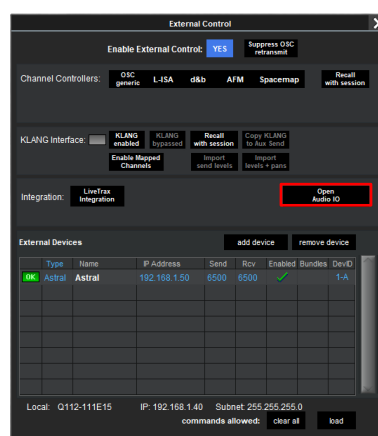 External Control X
Enable External Control: YES Suppress OSC retransmit
Channel Controllers: OSC generic L-ISA d&b AFM Spacemap Recall with session
KLANG Interface: KLANG enabled KLANG bypassed Recall with session Copy KLANG to Aux Send
Enable Mapped Channels Import send levels Import levels + pans
Integration: LiveTrax Integration Open Audio IO
External Devices add device remove device
Type Name IP Address Send Rcv Enabled Bundles DevID
OK Astral Astral 192.168.1.50 6500 6500 1-A
Local: Q112-111E15 IP: 192.168.1.40 Subnet: 255.255.255.0
commands allowed: clear all load